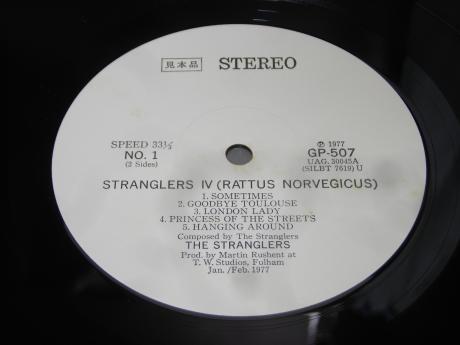 見本品 STEREO
SPEED 33⅓ ℗ 1977
NO. 1 GP-507
(2 Sides) UAG. 30045A
(SILBT 7619) U
STRANGLERS IV (RATTUS NORVEGICUS)
1. SOMETIMES
2. GOODBYE TOULOUSE
3. LONDON LADY
4. PRINCESS OF THE STREETS
5. HANGING AROUND
Composed by The Stranglers
THE STRANGLERS
Prod. by Martin Rushent at
T. W. Studios, Fulham
Jan. / Feb. 1977